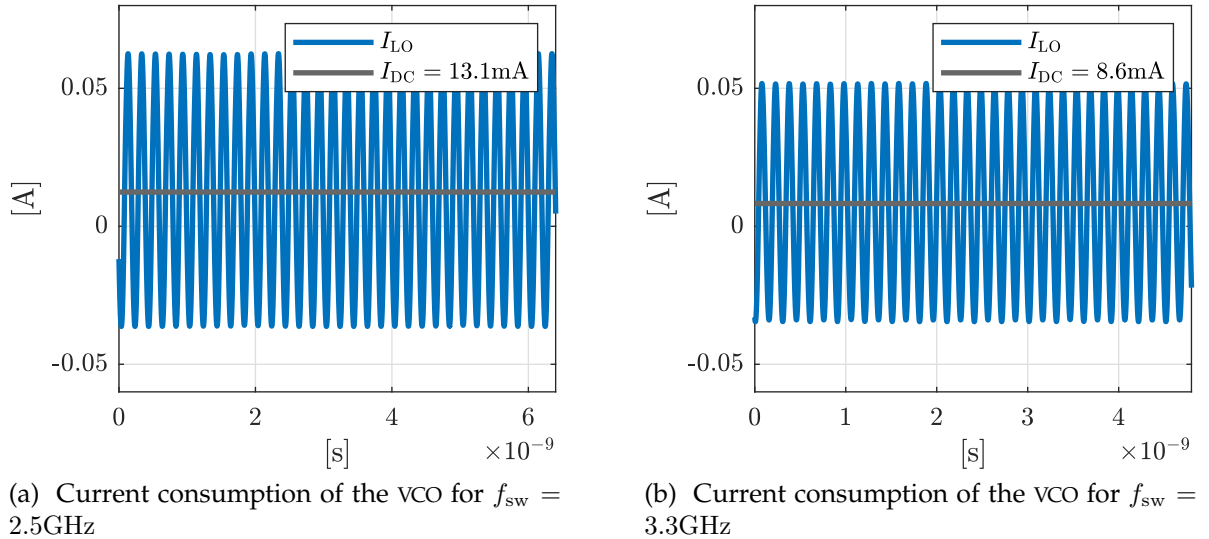 I_LO
I_DC = 13.1mA
0.05
0
-0.05
[A]
0 2 4 6
[s] ×10⁻⁹
(a) Current consumption of the VCO for f_sw =
2.5GHz
I_LO
I_DC = 8.6mA
0.05
0
-0.05
[A]
0 1 2 3 4
[s] ×10⁻⁹
(b) Current consumption of the VCO for f_sw =
3.3GHz